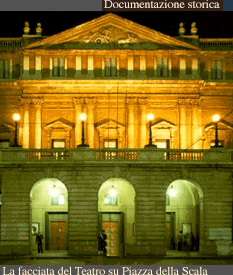 Documentazione storica
La facciata del Teatro su Piazza della Scala